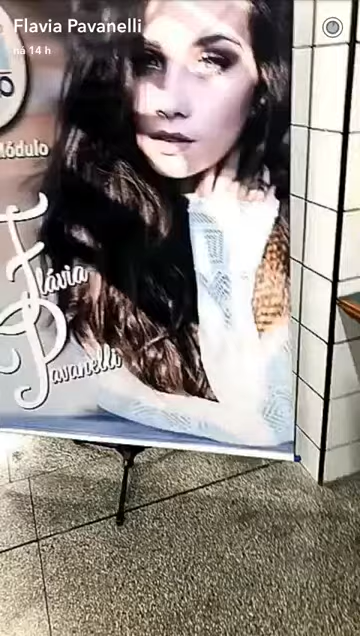 Flavia Pavanelli
há 14 h
Módulo
Flávia
Pavanelli